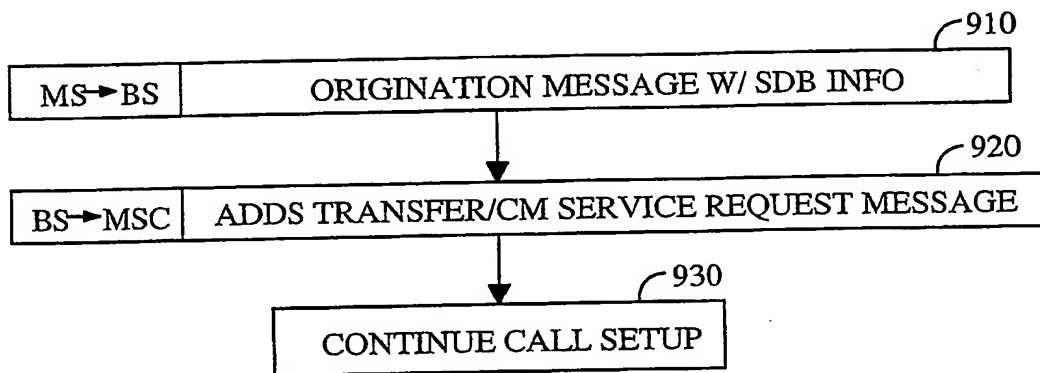 910
MS→BS ORIGINATION MESSAGE W/ SDB INFO
920
BS→MSC ADDS TRANSFER/CM SERVICE REQUEST MESSAGE
930
CONTINUE CALL SETUP